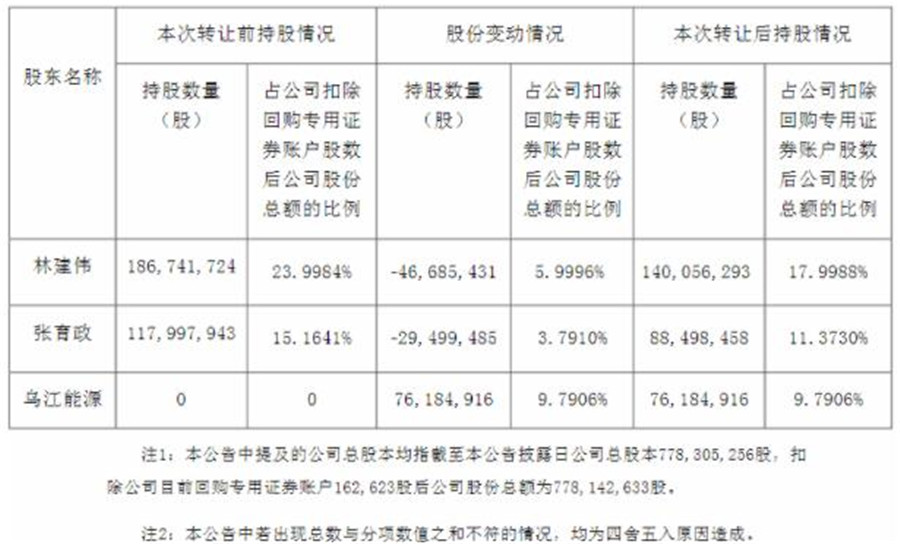 股东名称
本次转让前持股情况
股份变动情况
本次转让后持股情况
持股数量
（股）
占公司扣除
回购专用证
券账户股数
后公司股份
总额的比例
持股数量
（股）
占公司扣除
回购专用证
券账户股数
后公司股份
总额的比例
持股数量
（股）
占公司扣除
回购专用证
券账户股数
后公司股份
总额的比例
林建伟 186,741,724 23.9984% -46,685,431 5.9996% 140,056,293 17.9988%
张育政 117,997,943 15.1641% -29,499,485 3.7910% 88,498,458 11.3730%
乌江能源 0 0 76,184,916 9.7906% 76,184,916 9.7906%
注1：本公告中提及的公司总股本均指截至本公告披露日公司总股本778,305,256股，扣
除公司目前回购专用证券账户162,623股后公司股份总额为778,142,633股。
注2：本公告中若出现总数与分项数值之和不符的情况，均为四舍五入原因造成。